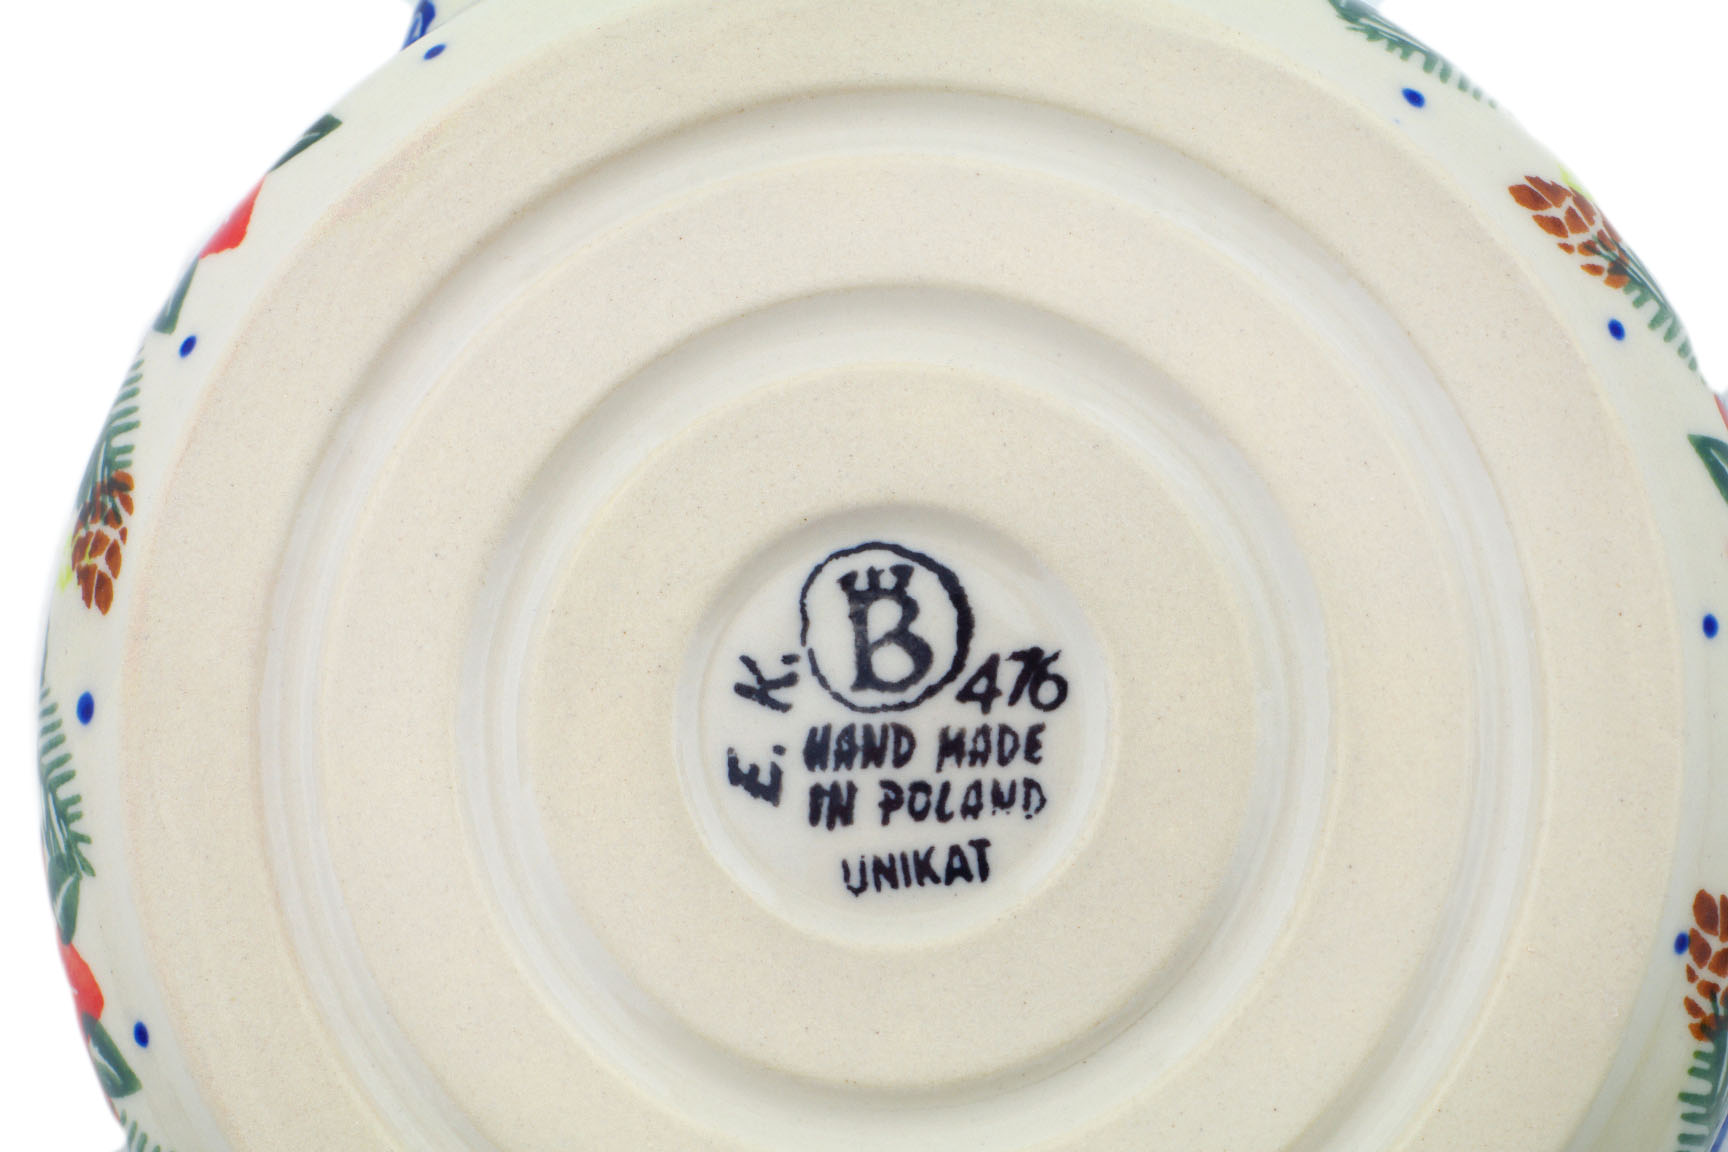 B
476
E. K.
HAND MADE
IN POLAND
UNIKAT